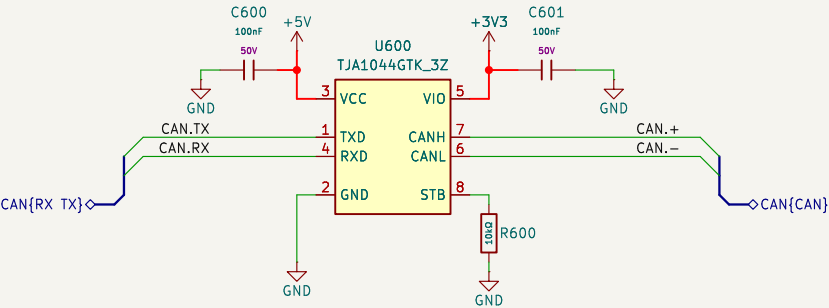 C600
100nF
50V
+5V
GND
U600
TJA1044GTK_3Z
+3V3
C601
100nF
50V
GND
3 VCC
VIO 5
CAN.TX
1 TXD
CANH 7
CAN.+
CAN.RX
4 RXD
CANL 6
CAN.-
2 GND
STB 8
CAN{RX TX}
CAN{CAN}
10kΩ
R600
GND
GND